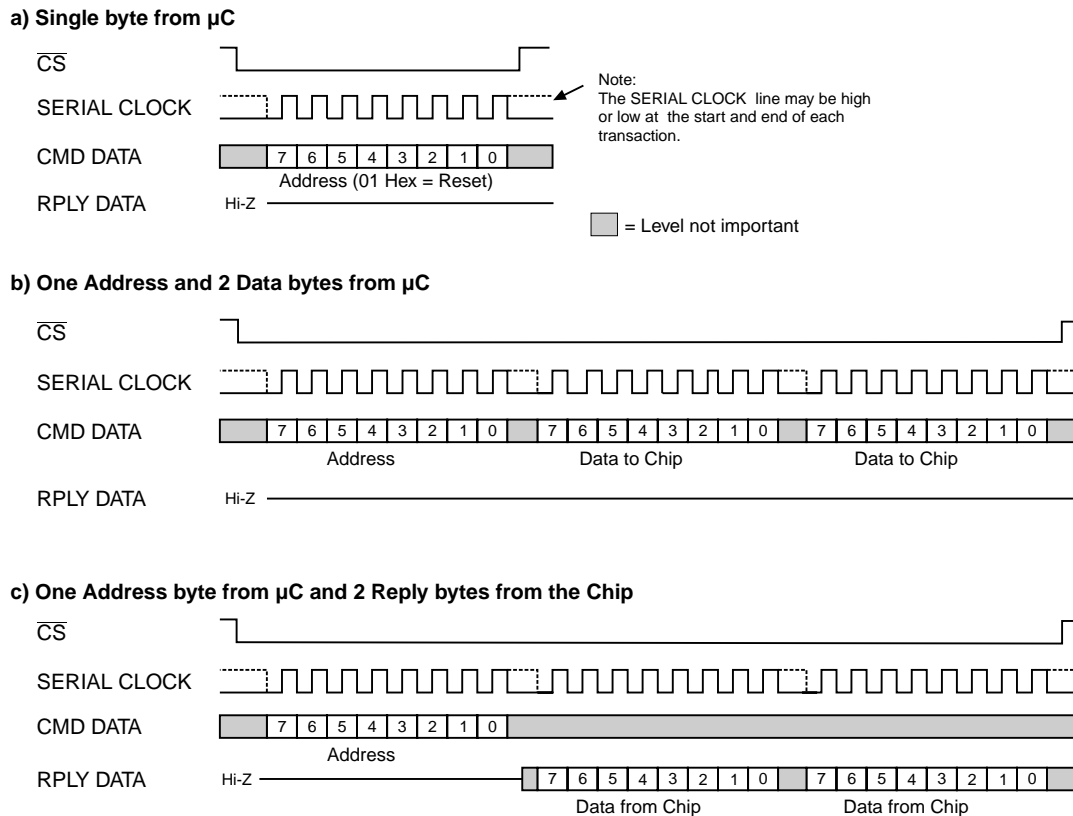 a) Single byte from µC
CS
SERIAL CLOCK
Note:
The SERIAL CLOCK line may be high
or low at the start and end of each
transaction.
CMD DATA 7 6 5 4 3 2 1 0
Address (01 Hex = Reset)
RPLY DATA Hi-Z
= Level not important
b) One Address and 2 Data bytes from µC
CS
SERIAL CLOCK
CMD DATA 7 6 5 4 3 2 1 0 7 6 5 4 3 2 1 0 7 6 5 4 3 2 1 0
Address Data to Chip Data to Chip
RPLY DATA Hi-Z
c) One Address byte from µC and 2 Reply bytes from the Chip
CS
SERIAL CLOCK
CMD DATA 7 6 5 4 3 2 1 0
Address
RPLY DATA Hi-Z 7 6 5 4 3 2 1 0 7 6 5 4 3 2 1 0
Data from Chip Data from Chip